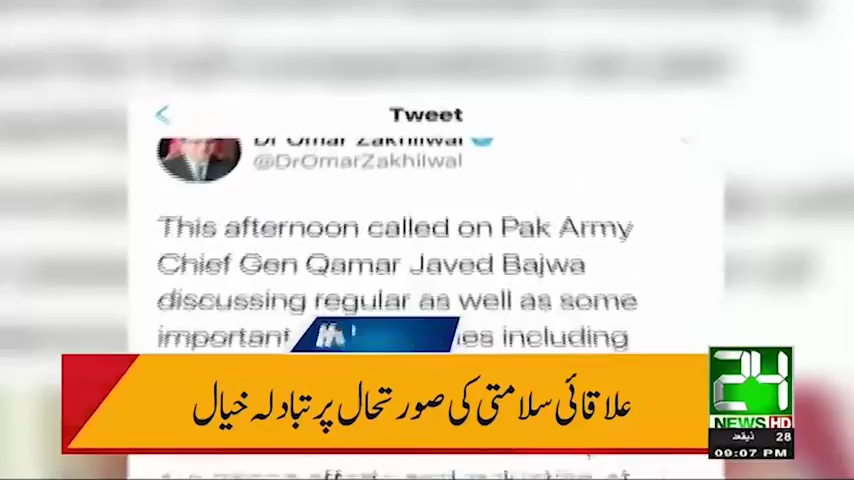 Tweet
Dr Omar Zakhilwal
@DrOmarZakhilwal
This afternoon called on Pak Army
Chief Gen Qamar Javed Bajwa
discussing regular as well as some
important
including
علاقائی سلامتی کی صورتحال پر تبادلہ خیال
24
NEWS HD
28 ذیقعد
09:07 PM